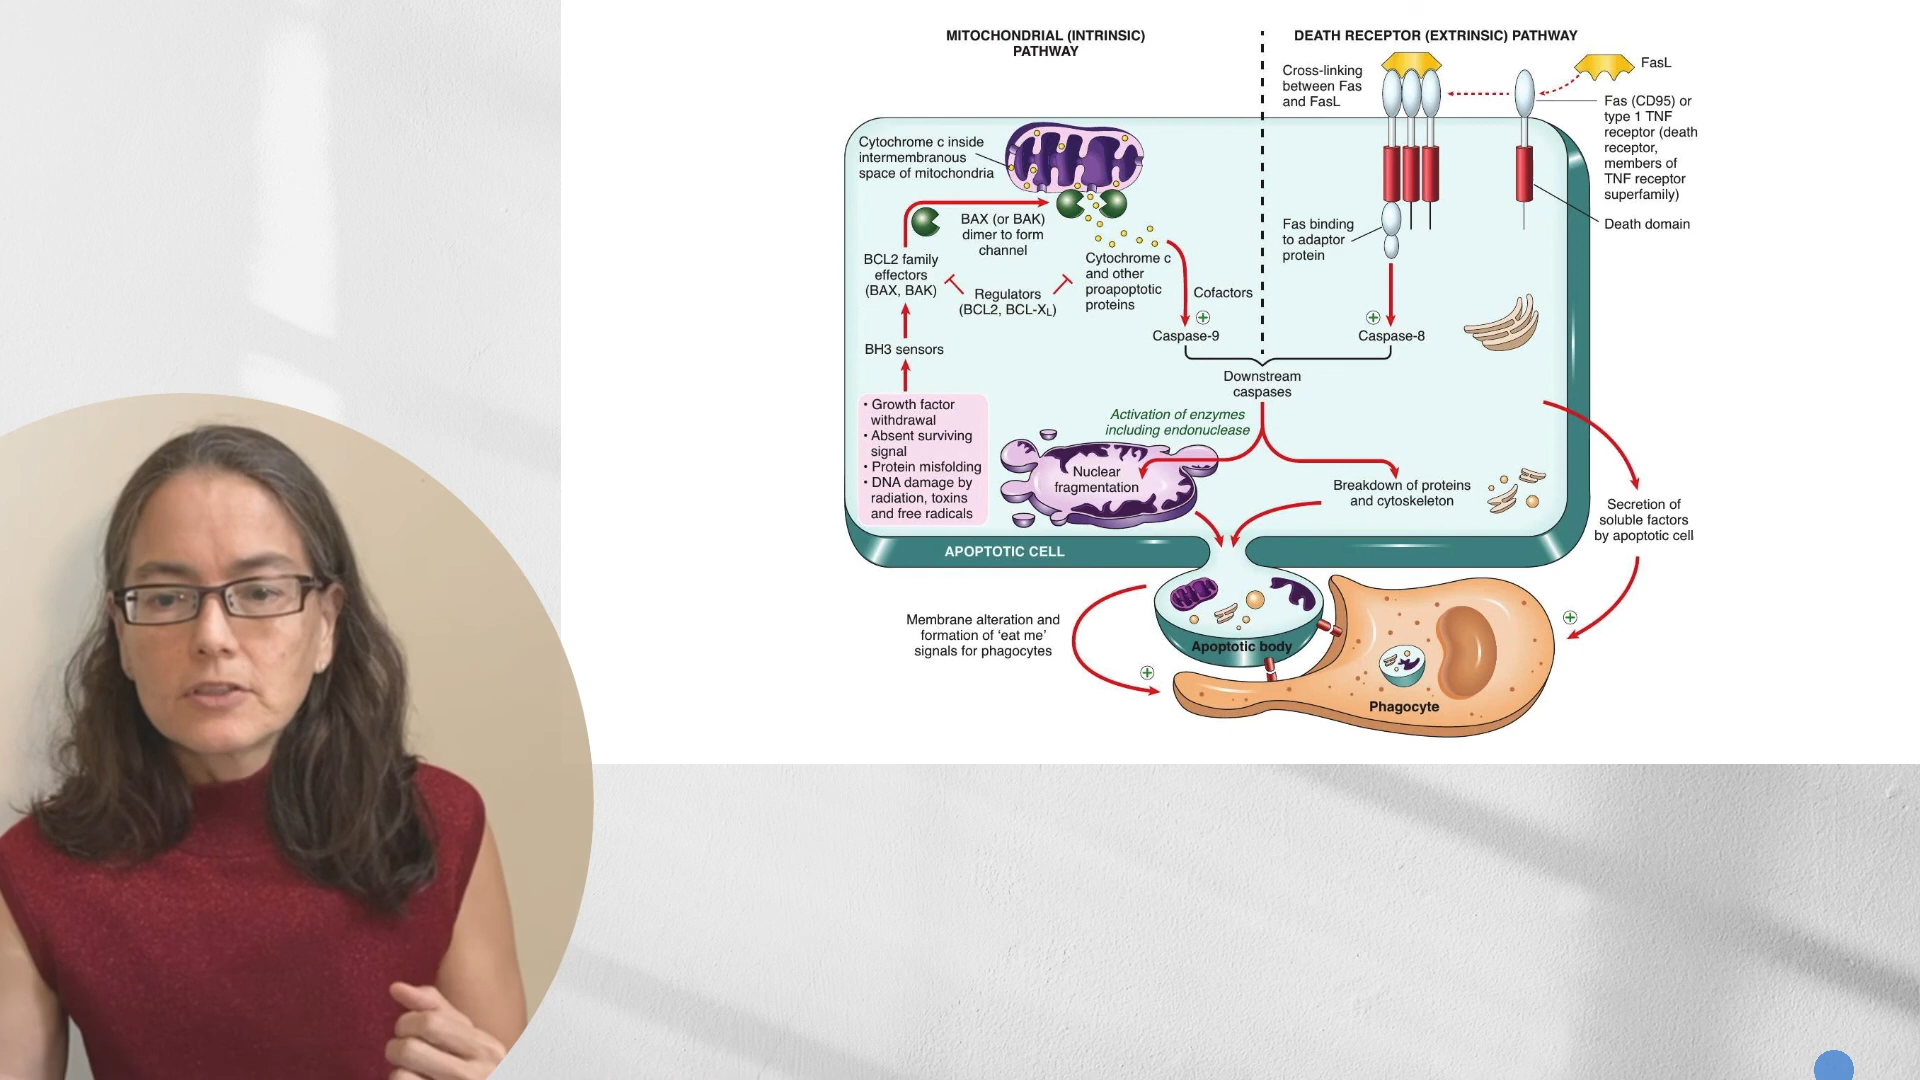 MITOCHONDRIAL (INTRINSIC)
PATHWAY
DEATH RECEPTOR (EXTRINSIC) PATHWAY
Cross-linking
between Fas
and FasL
FasL
Fas (CD95) or
type 1 TNF
receptor (death
receptor,
members of
TNF receptor
superfamily)
Death domain
Cytochrome c inside
intermembranous
space of mitochondria
BAX (or BAK)
dimer to form
channel
Fas binding
to adaptor
protein
BCL2 family
effectors
(BAX, BAK)
Regulators
(BCL2, BCL-XL)
Cytochrome c
and other
proapoptotic
proteins
Cofactors
+
+
Caspase-9
Caspase-8
BH3 sensors
Downstream
caspases
• Growth factor
withdrawal
• Absent surviving
signal
• Protein misfolding
• DNA damage by
radiation, toxins
and free radicals
Activation of enzymes
including endonuclease
Nuclear
fragmentation
Breakdown of proteins
and cytoskeleton
Secretion of
soluble factors
by apoptotic cell
APOPTOTIC CELL
Membrane alteration and
formation of ‘eat me’
signals for phagocytes
Apoptotic body
+
+
Phagocyte